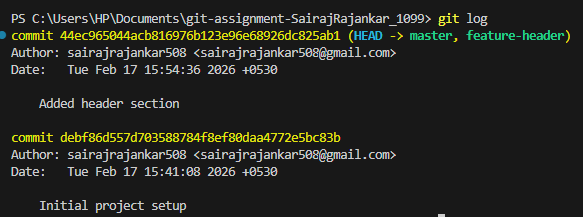 PS C:\Users\HP\Documents\git-assignment-SairajRajankar_1099> git log
commit 44ec965044acb816976b123e96e68926dc825ab1 (HEAD -> master, feature-header)
Author: sairajrajankar508 <sairajrajankar508@gmail.com>
Date:   Tue Feb 17 15:54:36 2026 +0530
    Added header section
commit debf86d557d703588784f8ef80daa4772e5bc83b
Author: sairajrajankar508 <sairajrajankar508@gmail.com>
Date:   Tue Feb 17 15:41:08 2026 +0530
    Initial project setup